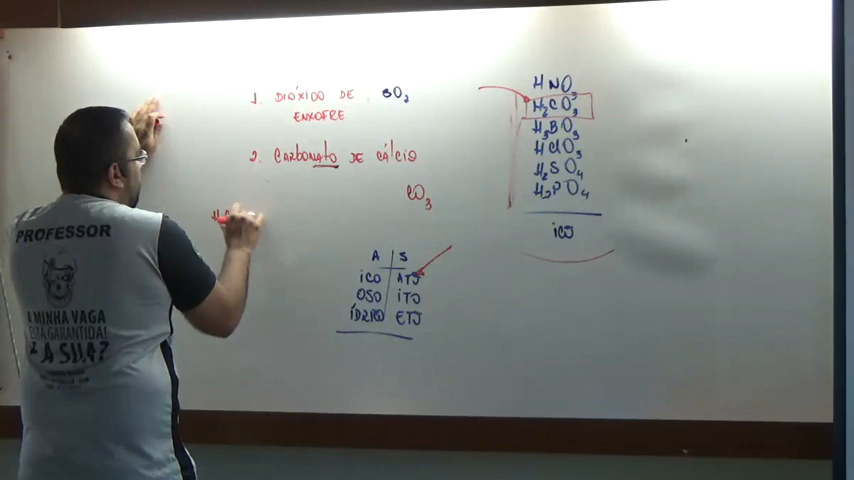 1. DIÓXIDO DE SO₂
ENXOFRE
2. CARBONATO DE CÁLCIO
CO₃
A | S
ICO | ATO
OSO | ITO
ÍDRICO | ETO
HNO₃
H₂CO₃
H₃BO₃
HClO₃
H₂SO₄
H₃PO₄
ICO
PROFESSOR
A MINHA VAGA
ESTÁ GARANTIDA!
E A SUA?